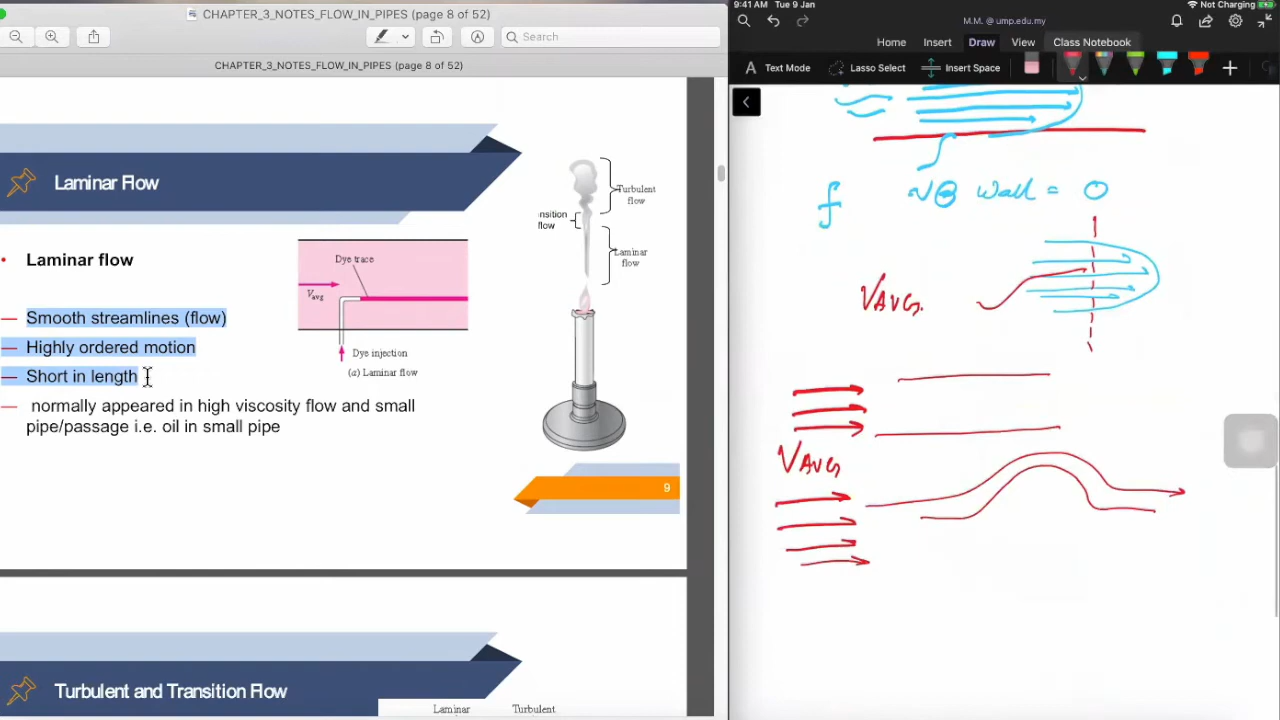 CHAPTER_3_NOTES_FLOW_IN_PIPES (page 8 of 52)
Search
CHAPTER_3_NOTES_FLOW_IN_PIPES (page 8 of 52)
Laminar Flow
• Laminar flow
— Smooth streamlines (flow)
— Highly ordered motion
— Short in length
— normally appeared in high viscosity flow and small
pipe/passage i.e. oil in small pipe
Dye trace
Vavg
Dye injection
(a) Laminar flow
Turbulent
flow
nsition
flow
Laminar
flow
9
Turbulent and Transition Flow
Laminar
Turbulent
9:41 AM Tue 9 Jan
Not Charging
M.M. @ ump.edu.my
Home
Insert
Draw
View
Class Notebook
Text Mode
Lasso Select
Insert Space
f
@ wall = 0
VAVG.
VAVG